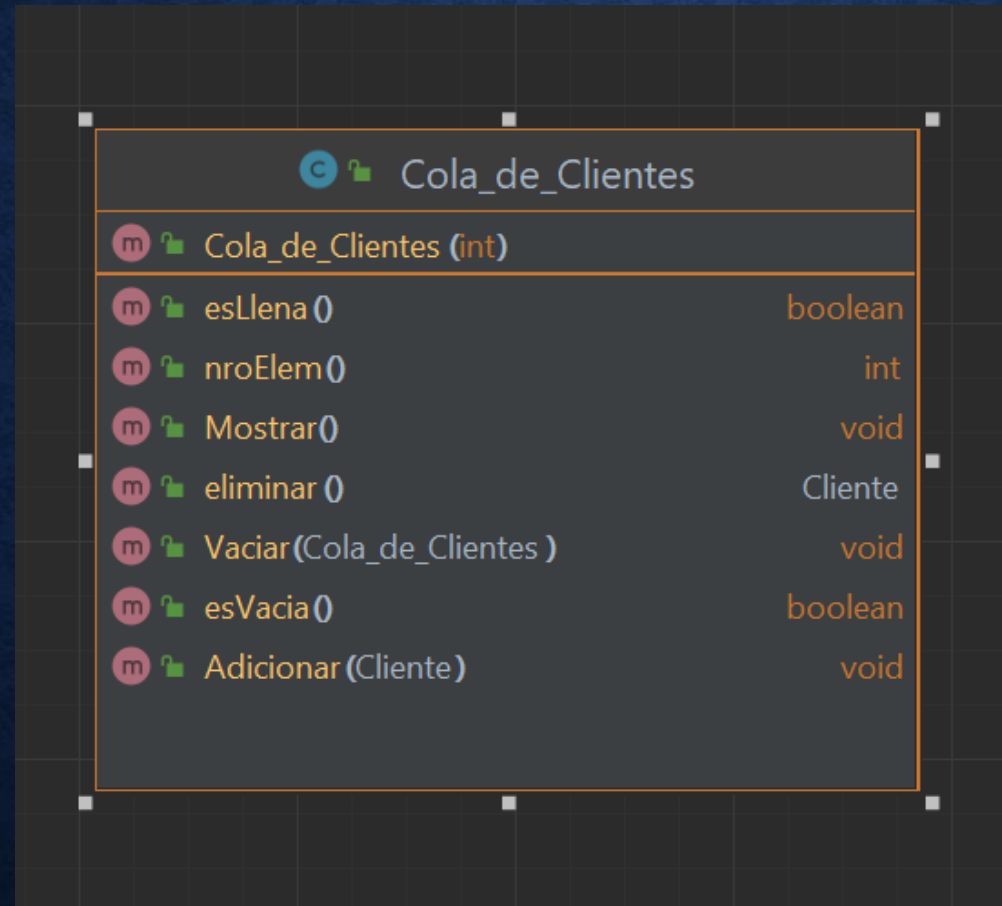 C Cola_de_Clientes
m Cola_de_Clientes (int)
m esLlena () boolean
m nroElem () int
m Mostrar() void
m eliminar () Cliente
m Vaciar(Cola_de_Clientes ) void
m esVacia () boolean
m Adicionar (Cliente) void